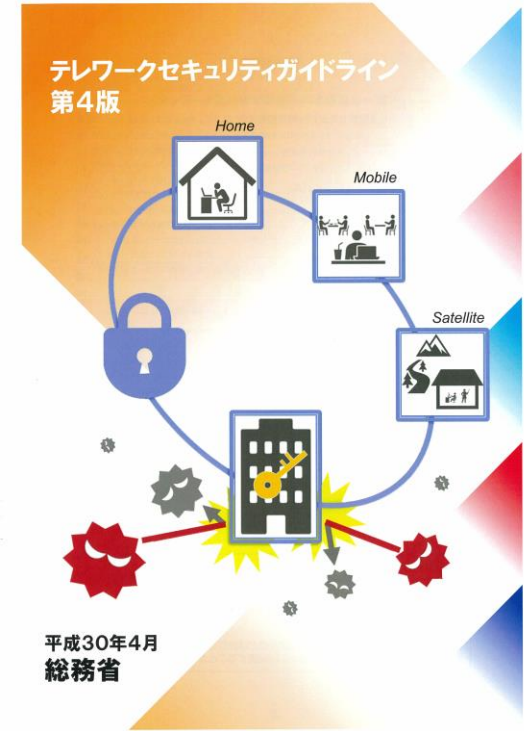 テレワークセキュリティガイドライン
第4版
Home
Mobile
Satellite
平成30年4月
総務省